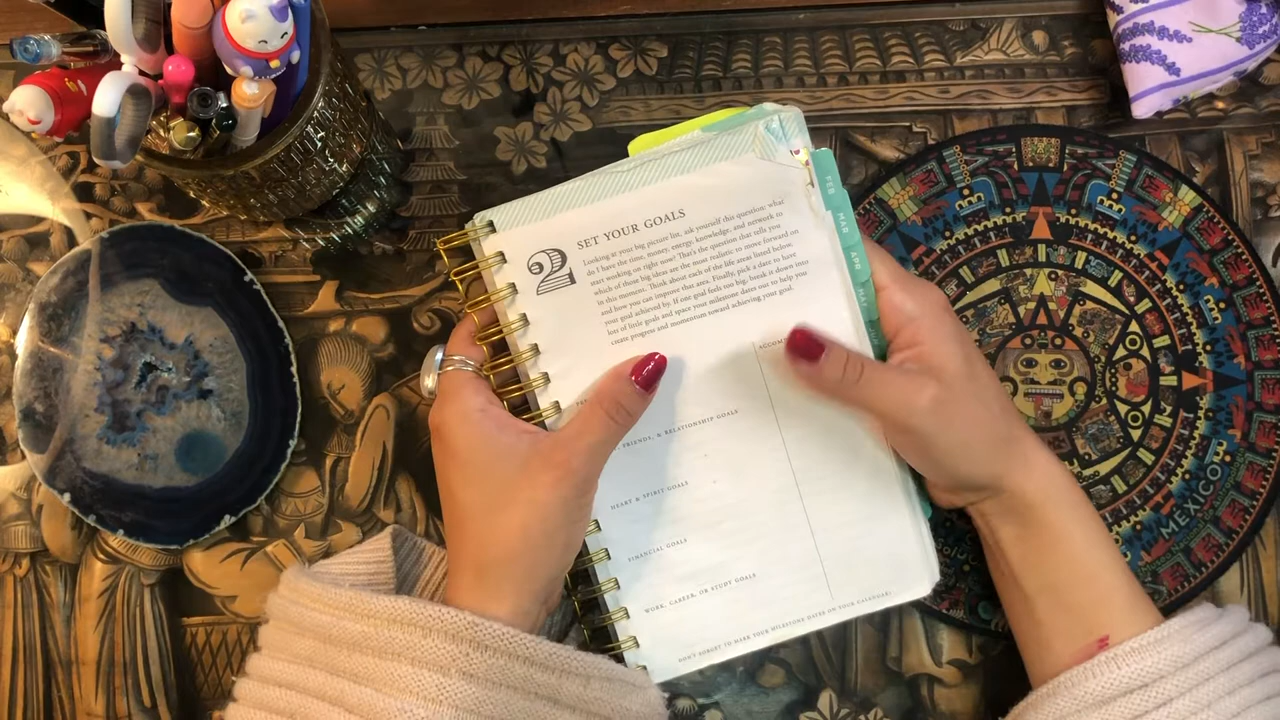 2
SET YOUR GOALS
Looking at your big picture list, ask yourself this question: what
do I have the time, money, energy, knowledge, and network to
start working on right now? That's the question that tells you
which of those big ideas are the most realistic to move forward on
in this moment. Think about each of the life areas listed below,
and how you can improve that area. Finally, pick a date to have
your goal achieved by. If one goal feels too big, break it down into
lots of little goals and space your milestone dates out to help you
create progress and momentum toward achieving your goal.
FRIENDS, & RELATIONSHIP GOALS
HEART & SPIRIT GOALS
FINANCIAL GOALS
WORK, CAREER, OR STUDY GOALS
DON'T FORGET TO MARK YOUR MILESTONE DATES ON YOUR CALENDAR!
FEB
MAR
APR
MAY
MEXICO